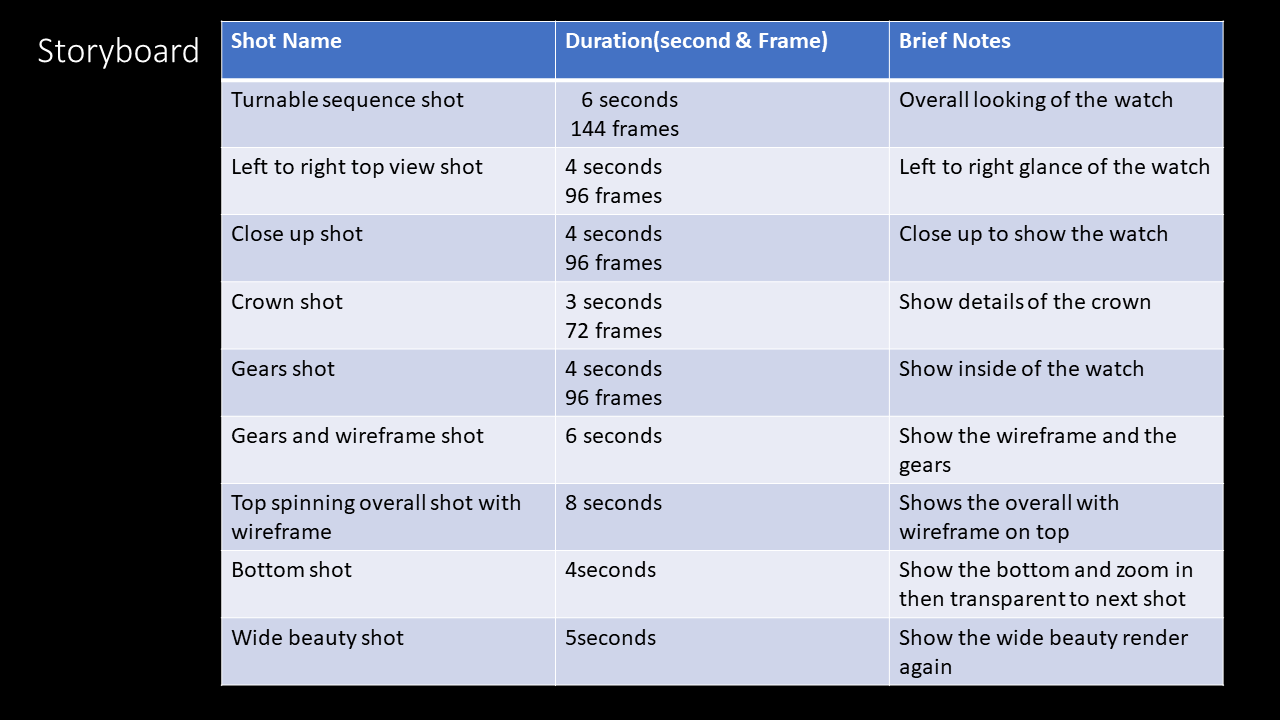 Storyboard
Shot Name
Duration(second & Frame)
Brief Notes
Turnable sequence shot
6 seconds
144 frames
Overall looking of the watch
Left to right top view shot
4 seconds
96 frames
Left to right glance of the watch
Close up shot
4 seconds
96 frames
Close up to show the watch
Crown shot
3 seconds
72 frames
Show details of the crown
Gears shot
4 seconds
96 frames
Show inside of the watch
Gears and wireframe shot
6 seconds
Show the wireframe and the
gears
Top spinning overall shot with
wireframe
8 seconds
Shows the overall with
wireframe on top
Bottom shot
4seconds
Show the bottom and zoom in
then transparent to next shot
Wide beauty shot
5seconds
Show the wide beauty render
again